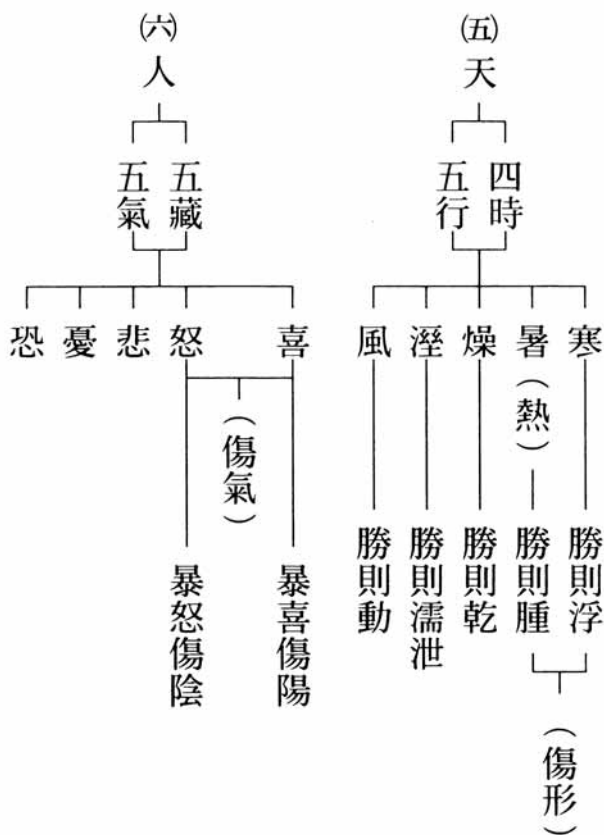 ㈤
天
四時
五行
寒
暑
燥
溼
風
（熱）
勝則浮
勝則腫
勝則乾
勝則濡泄
勝則動
（傷形）
㈥
人
五藏
五氣
喜
怒
悲
憂
恐
（傷氣）
暴喜傷陽
暴怒傷陰